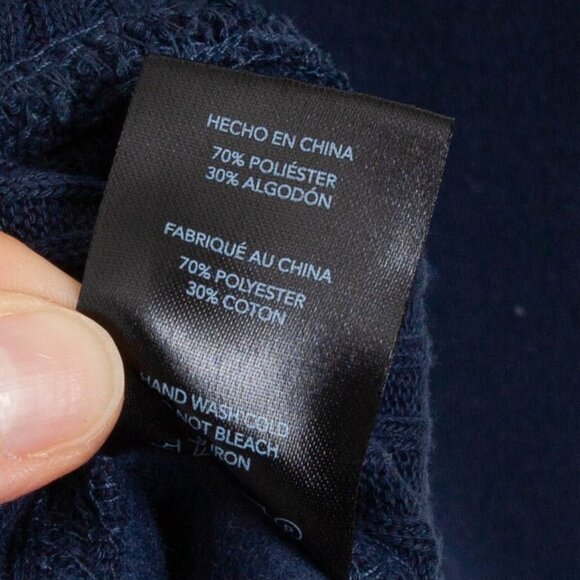 HECHO EN CHINA
70% POLIÉSTER
30% ALGODÓN
FABRIQUÉ AU CHINA
70% POLYESTER
30% COTON
HAND WASH COLD
NOT BLEACH
IRON